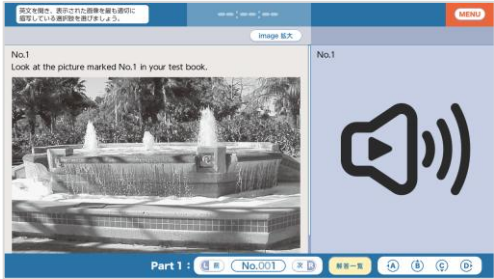 英文を聞き、表示された画像を最も適切に
描写している選択肢を選びましょう。
--:--:--
MENU
image 拡大
No.1
Look at the picture marked No.1 in your test book.
No.1
Part 1 :
L 前
No.001
次 R
解答一覧
A
B
C
D